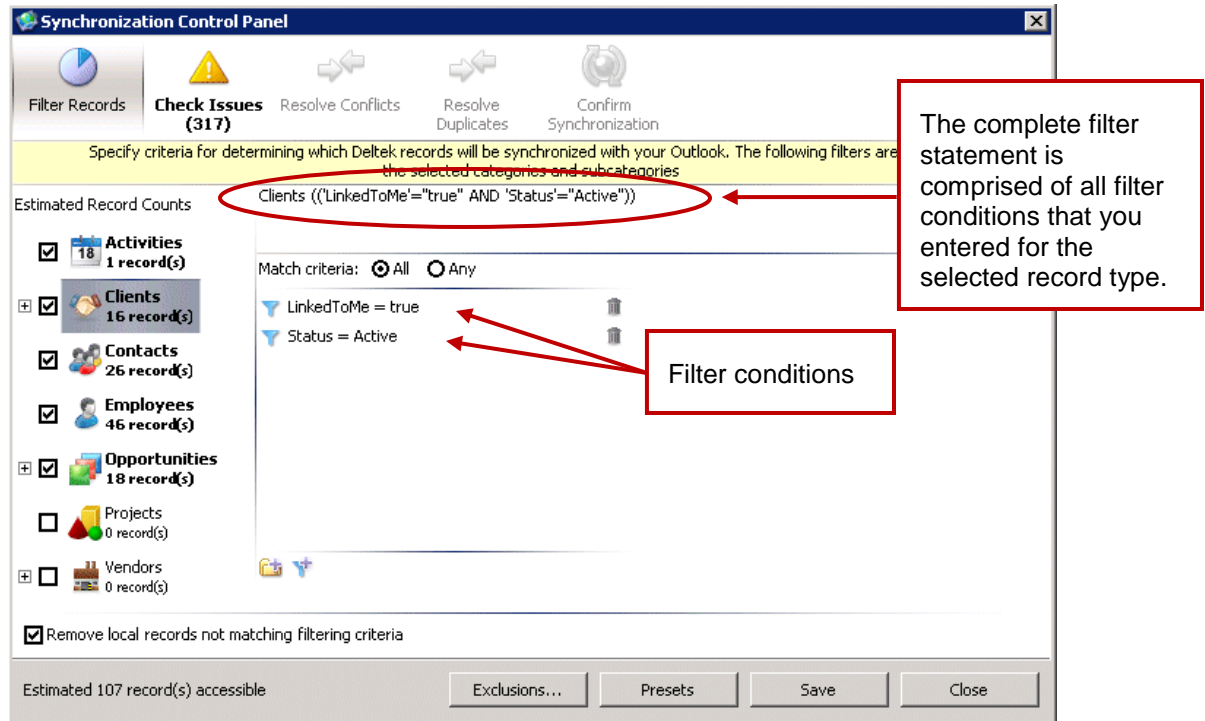 Synchronization Control Panel
Filter Records
Check Issues
(317)
Resolve Conflicts
Resolve
Duplicates
Confirm
Synchronization
Specify criteria for determining which Deltek records will be synchronized with your Outlook. The following filters are
the selected categories and subcategories
The complete filter
statement is
comprised of all filter
conditions that you
entered for the
selected record type.
Estimated Record Counts
Clients (('LinkedToMe'="true" AND 'Status'="Active"))
18
Activities
1 record(s)
Clients
16 record(s)
Contacts
26 record(s)
Employees
46 record(s)
Opportunities
18 record(s)
Projects
0 record(s)
Vendors
0 record(s)
Match criteria: All Any
LinkedToMe = true
Status = Active
Filter conditions
Remove local records not matching filtering criteria
Estimated 107 record(s) accessible
Exclusions...
Presets
Save
Close